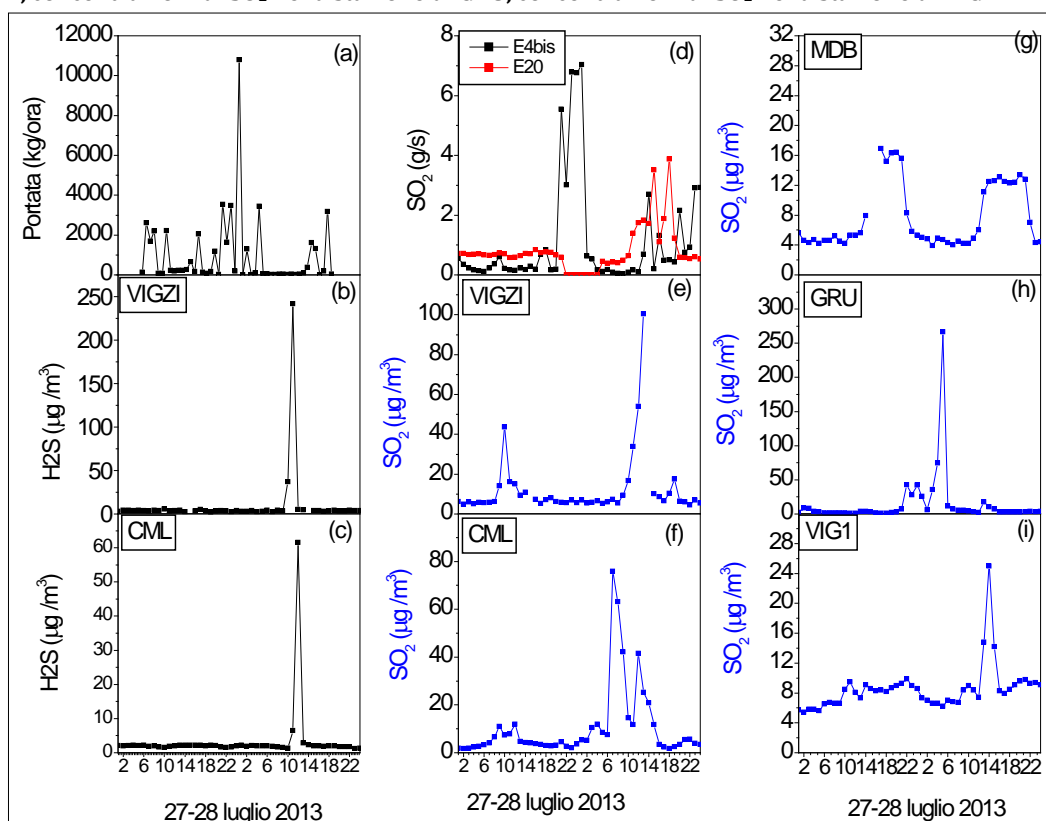 (a)
Portata (kg/ora)
12000
10000
8000
6000
4000
2000
0
(b)
VIGZI
H2S (µg /m³)
250
200
150
100
50
0
(c)
CML
H2S (µg /m³)
60
50
40
30
20
10
0
2 6 10 14 18 22 2 6 10 14 18 22
27-28 luglio 2013
(d)
E4bis
E20
SO₂ (g/s)
8
6
4
2
0
(e)
VIGZI
SO₂ (µg /m³)
100
80
60
40
20
0
(f)
CML
SO₂ (µg /m³)
80
60
40
20
0
2 6 10 14 18 22 2 6 10 14 18 22
27-28 luglio 2013
(g)
MDB
SO₂ (µg /m³)
32
28
24
20
16
12
8
4
0
(h)
GRU
SO₂ (µg /m³)
300
250
200
150
100
50
0
(i)
VIG1
SO₂ (µg /m³)
28
24
20
16
12
8
4
0
2 6 10 14 18 22 2 6 10 14 18 22
27-28 luglio 2013